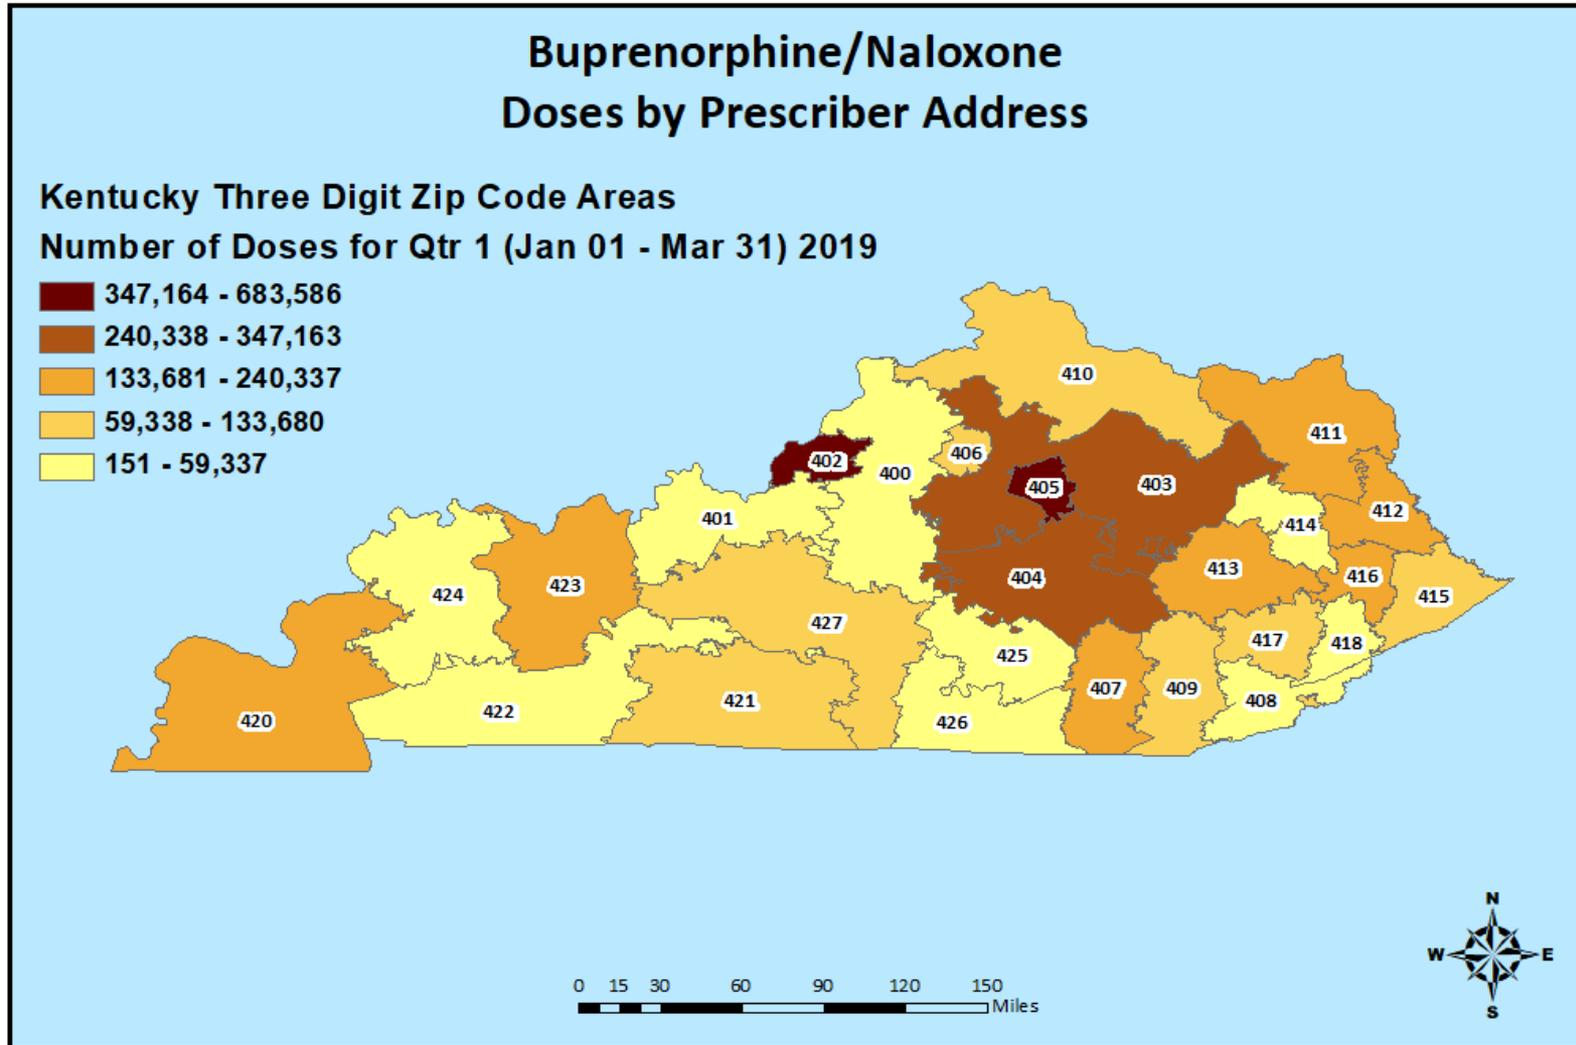 Buprenorphine/Naloxone
Doses by Prescriber Address
Kentucky Three Digit Zip Code Areas
Number of Doses for Qtr 1 (Jan 01 - Mar 31) 2019
347,164 - 683,586
240,338 - 347,163
133,681 - 240,337
59,338 - 133,680
151 - 59,337
410
411
406
402
400
405
403
401
412
414
413
404
416
424
423
415
427
417
418
425
407
409
408
421
422
420
426
N
W E
S
0 15 30 60 90 120 150
Miles